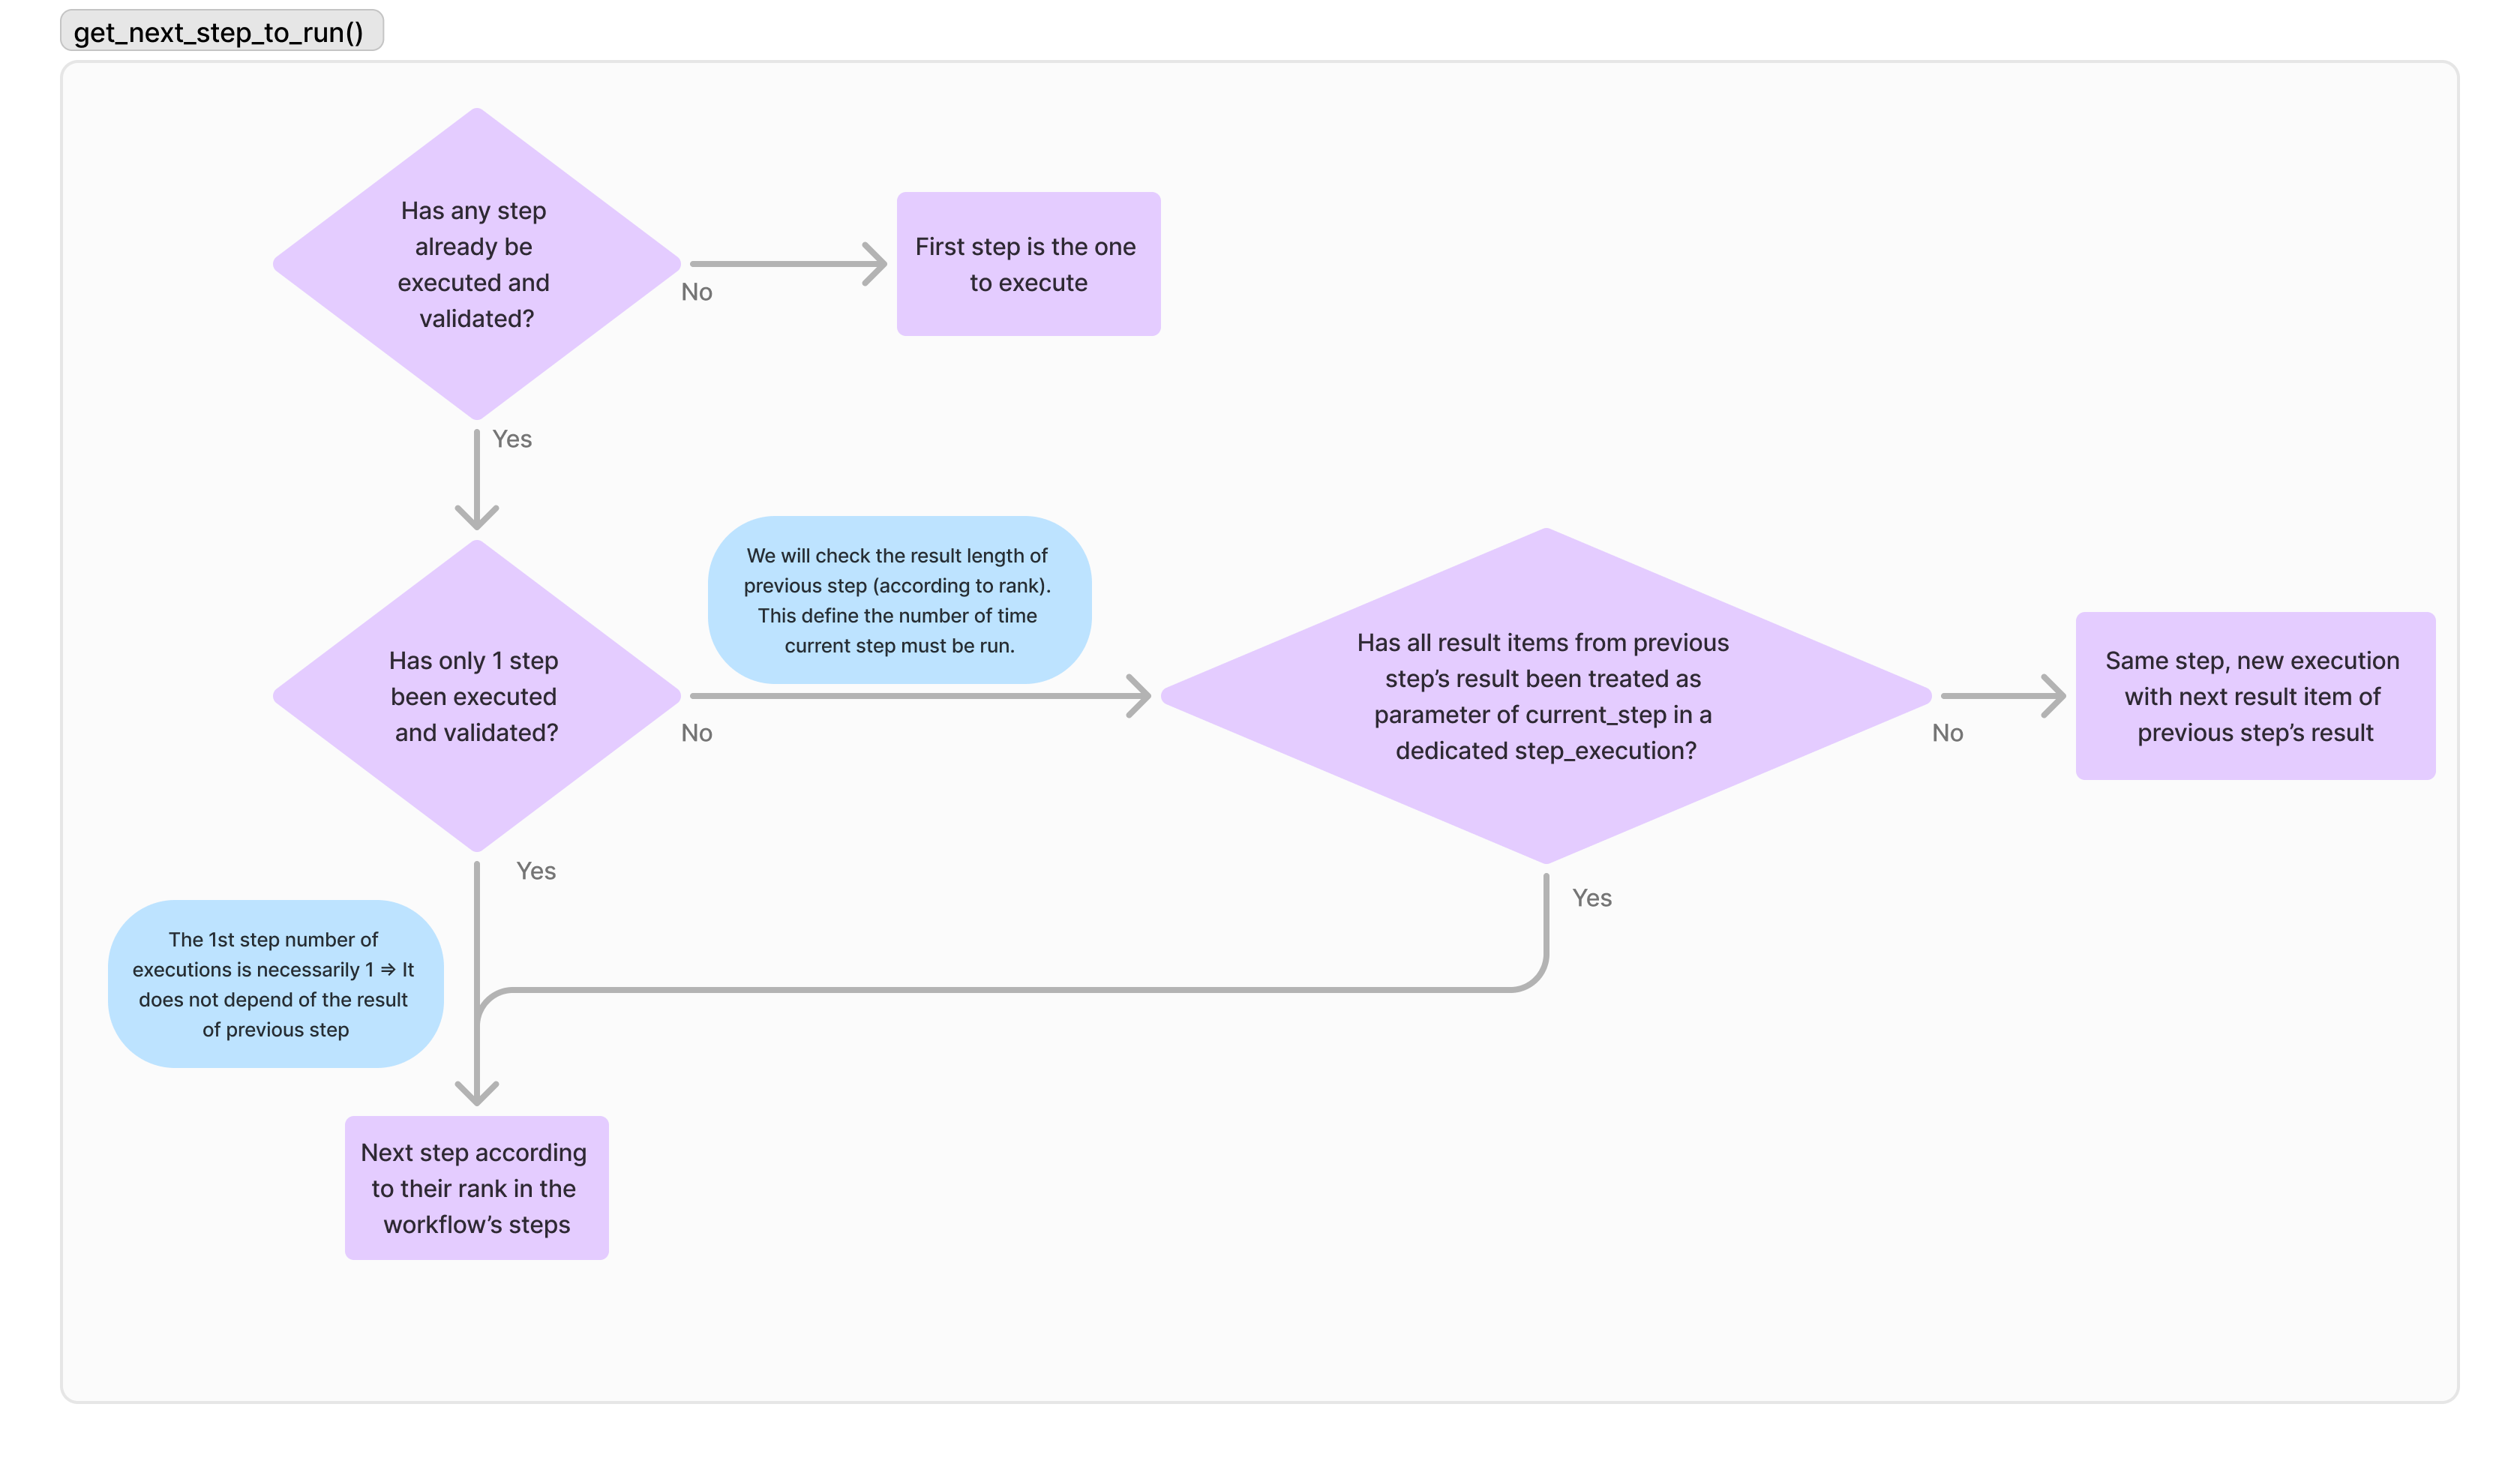 get_next_step_to_run()
Has any step
already be
executed and
validated?
No
First step is the one
to execute
Yes
Has only 1 step
been executed
and validated?
No
We will check the result length of
previous step (according to rank).
This define the number of time
current step must be run.
Has all result items from previous
step’s result been treated as
parameter of current_step in a
dedicated step_execution?
No
Same step, new execution
with next result item of
previous step’s result
Yes
Yes
The 1st step number of
executions is necessarily 1 => It
does not depend of the result
of previous step
Next step according
to their rank in the
workflow’s steps